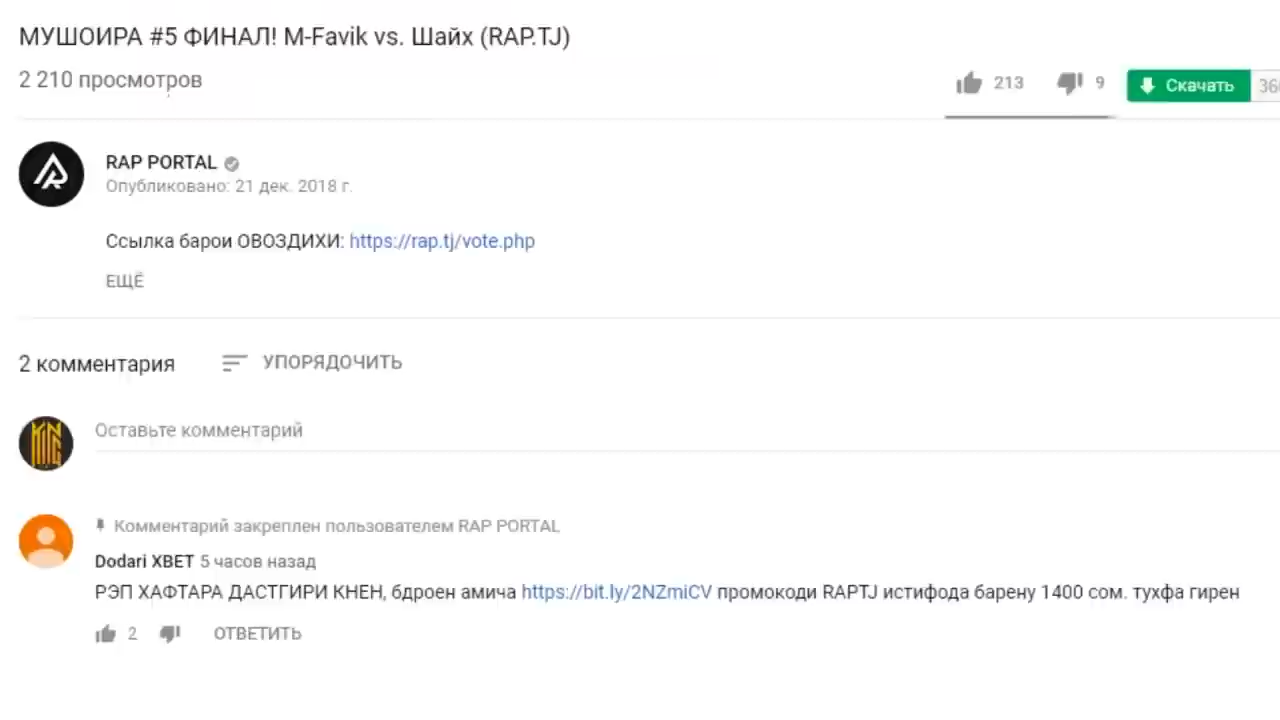 МУШОИРА #5 ФИНАЛ! M-Favik vs. Шайх (RAP.TJ)
2 210 просмотров
213
9
Скачать
RAP PORTAL
Опубликовано: 21 дек. 2018 г.
Ссылка барои ОВОЗДИХИ: https://rap.tj/vote.php
ЕЩЁ
2 комментария
УПОРЯДОЧИТЬ
Оставьте комментарий
Комментарий закреплен пользователем RAP PORTAL
Dodari XBET 5 часов назад
РЭП ХАФТАРА ДАСТГИРИ КНЕН, бдроен амича https://bit.ly/2NZmiCV промокоди RAPTJ истифода барену 1400 сом. тухфа гирен
2
ОТВЕТИТЬ